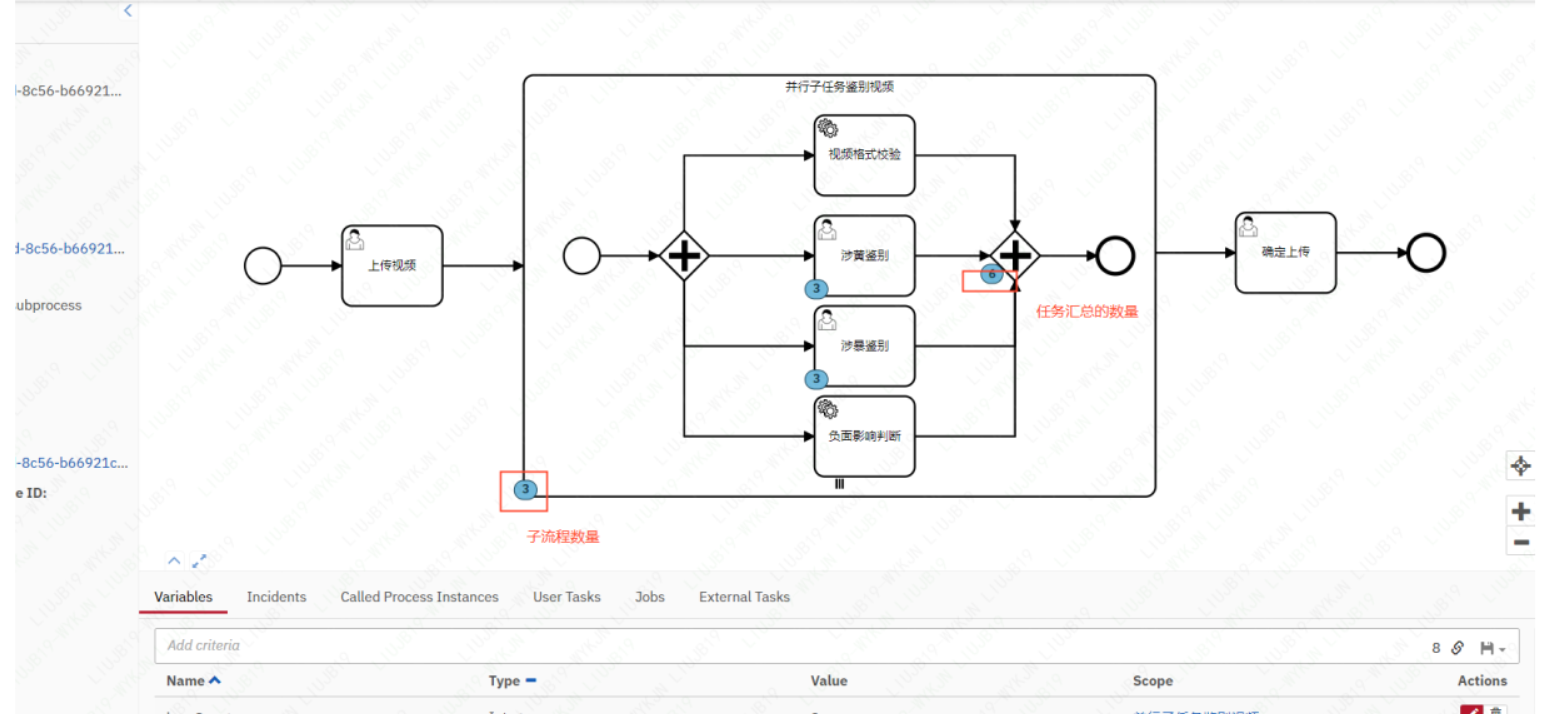 -8c56-b66921...
d-8c56-b66921...
subprocess
-8c56-b66921c...
e ID:
并行子任务鉴别视频
视频格式校验
上传视频
涉黄鉴别
3
6
任务汇总的数量
涉暴鉴别
3
负面影响判断
3
子流程数量
确定上传
Variables
Incidents
Called Process Instances
User Tasks
Jobs
External Tasks
Add criteria
8
Name
Type
Value
Scope
Actions